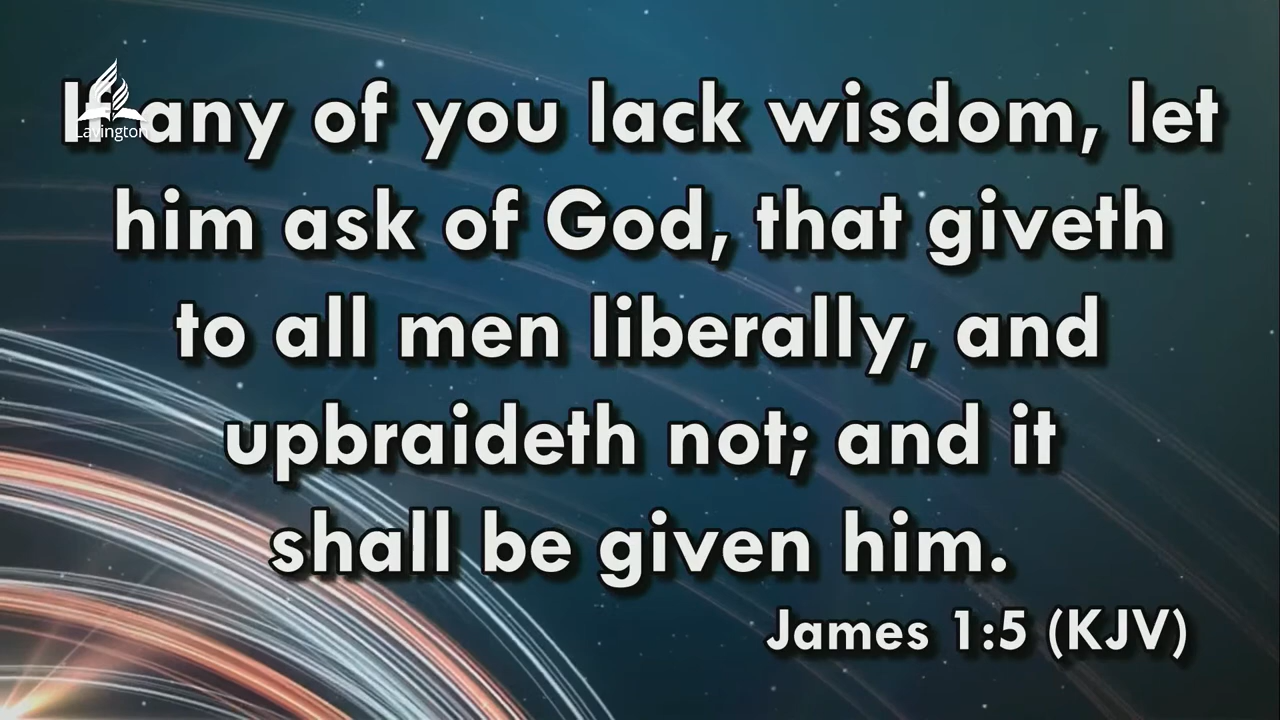 If any of you lack wisdom, let
Lavington
him ask of God, that giveth
to all men liberally, and
upbraideth not; and it
shall be given him.
James 1:5 (KJV)